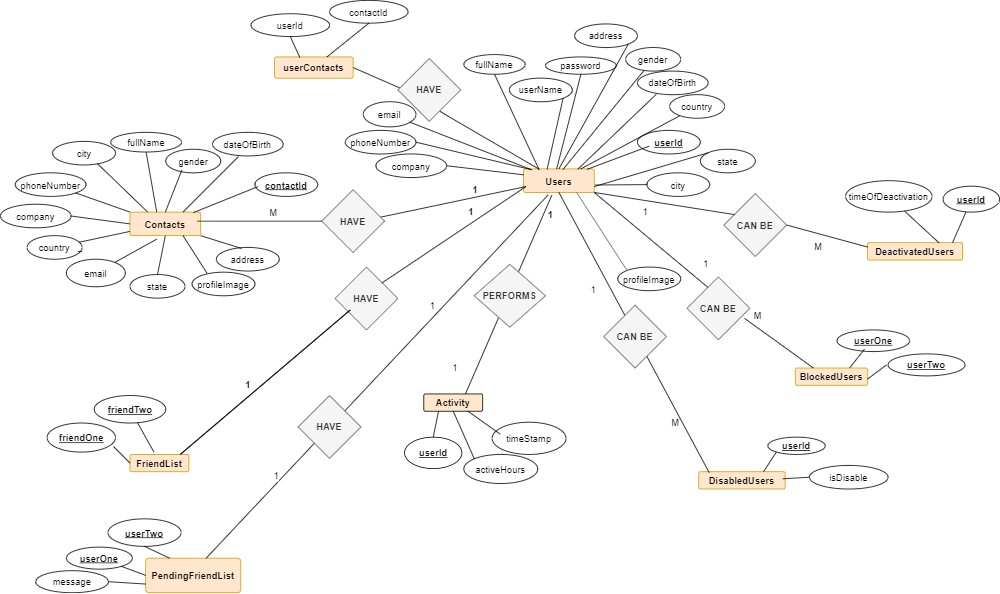 contactId
userId
userContacts
HAVE
address
fullName
password
gender
userName
dateOfBirth
country
email
phoneNumber
company
userId
state
city
Users
fullName
dateOfBirth
city
gender
phoneNumber
contactId
company
Contacts
country
address
email
state
profileImage
M
HAVE
1
1
1
1
timeOfDeactivation
userId
CAN BE
M
DeactivatedUsers
HAVE
1
PERFORMS
1
profileImage
1
1
CAN BE
M
CAN BE
userOne
userTwo
BlockedUsers
1
1
friendTwo
friendOne
FriendList
HAVE
Activity
userId
timeStamp
activeHours
M
userId
isDisable
DisabledUsers
1
userTwo
userOne
message
PendingFriendList